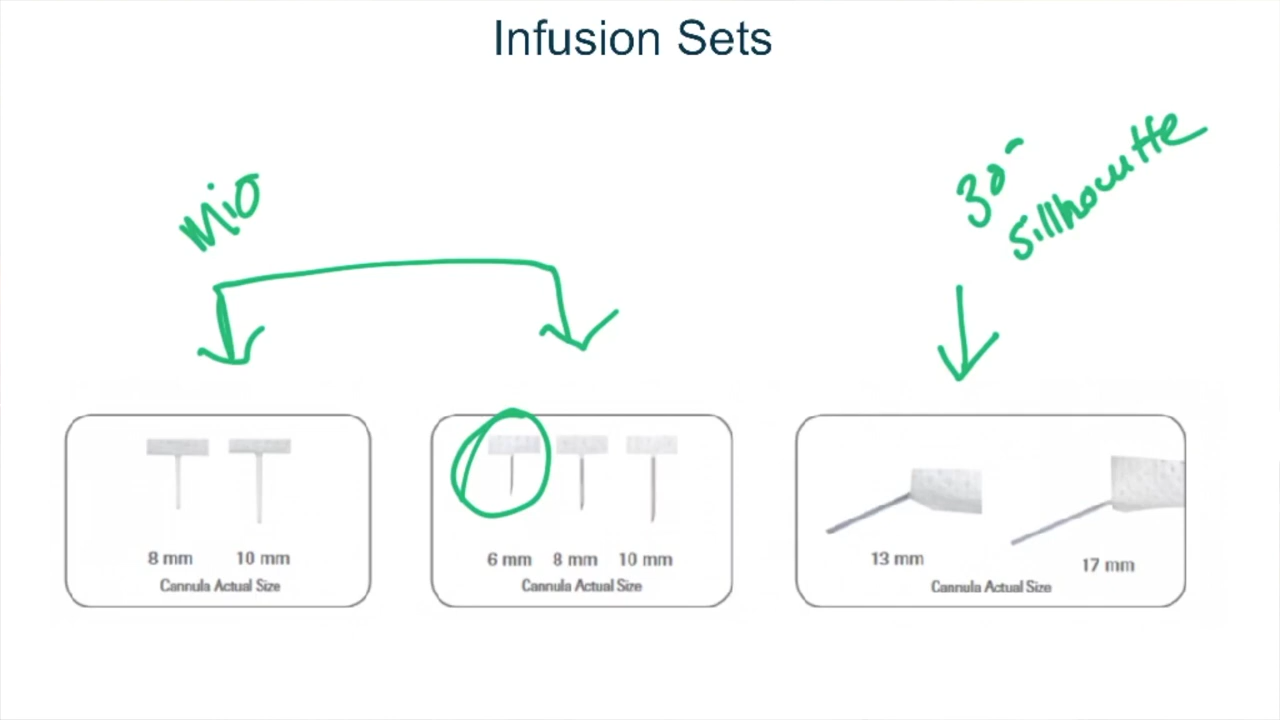 Infusion Sets
mio
30°
Sillhouette
8 mm 10 mm
Cannula Actual Size
6 mm 8 mm 10 mm
Cannula Actual Size
13 mm 17 mm
Cannula Actual Size